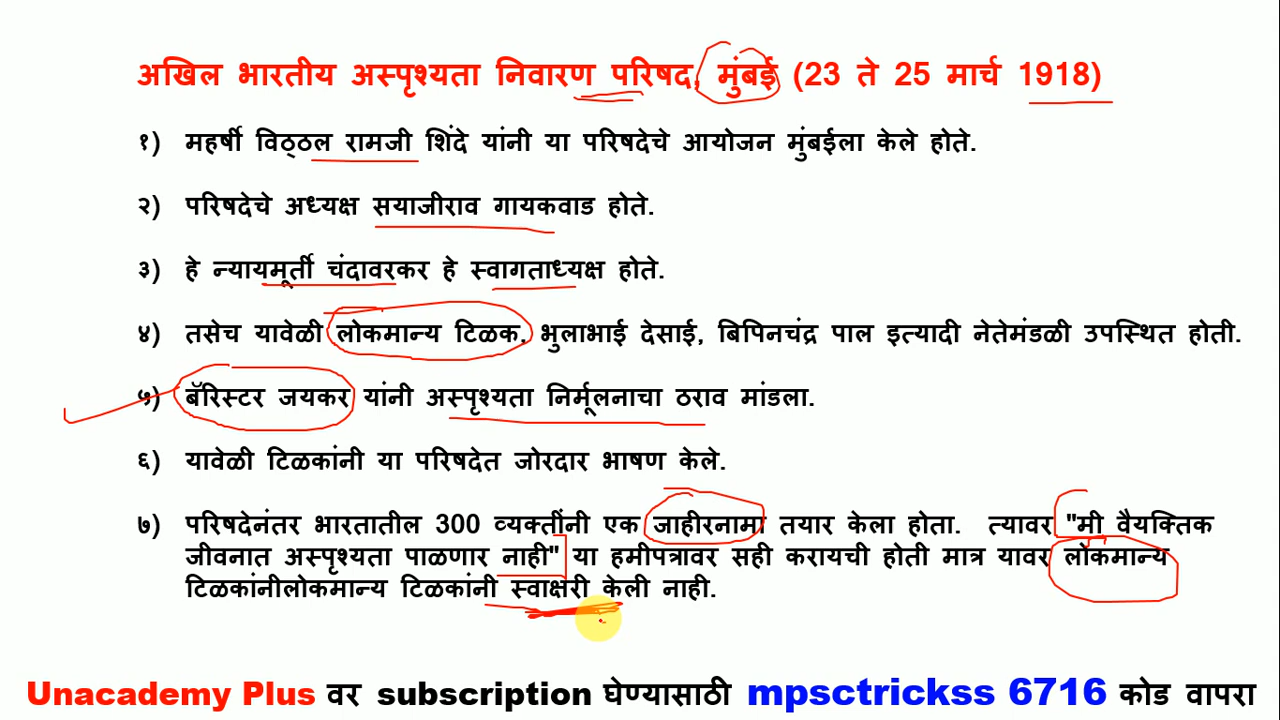 अखिल भारतीय अस्पृश्यता निवारण परिषद, मुंबई (23 ते 25 मार्च 1918)
१) महर्षी विठ्ठल रामजी शिंदे यांनी या परिषदेचे आयोजन मुंबईला केले होते.
२) परिषदेचे अध्यक्ष सयाजीराव गायकवाड होते.
३) हे न्यायमूर्ती चंदावरकर हे स्वागताध्यक्ष होते.
४) तसेच यावेळी लोकमान्य टिळक, भुलाभाई देसाई, बिपिनचंद्र पाल इत्यादी नेतेमंडळी उपस्थित होती.
५) बॅरिस्टर जयकर यांनी अस्पृश्यता निर्मूलनाचा ठराव मांडला.
६) यावेळी टिळकांनी या परिषदेत जोरदार भाषण केले.
७) परिषदेनंतर भारतातील 300 व्यक्तींनी एक जाहीरनामा तयार केला होता. त्यावर "मी वैयक्तिक
जीवनात अस्पृश्यता पाळणार नाही" या हमीपत्रावर सही करायची होती मात्र यावर लोकमान्य
टिळकांनीलोकमान्य टिळकांनी स्वाक्षरी केली नाही.
Unacademy Plus वर subscription घेण्यासाठी mpsctrickss 6716 कोड वापरा